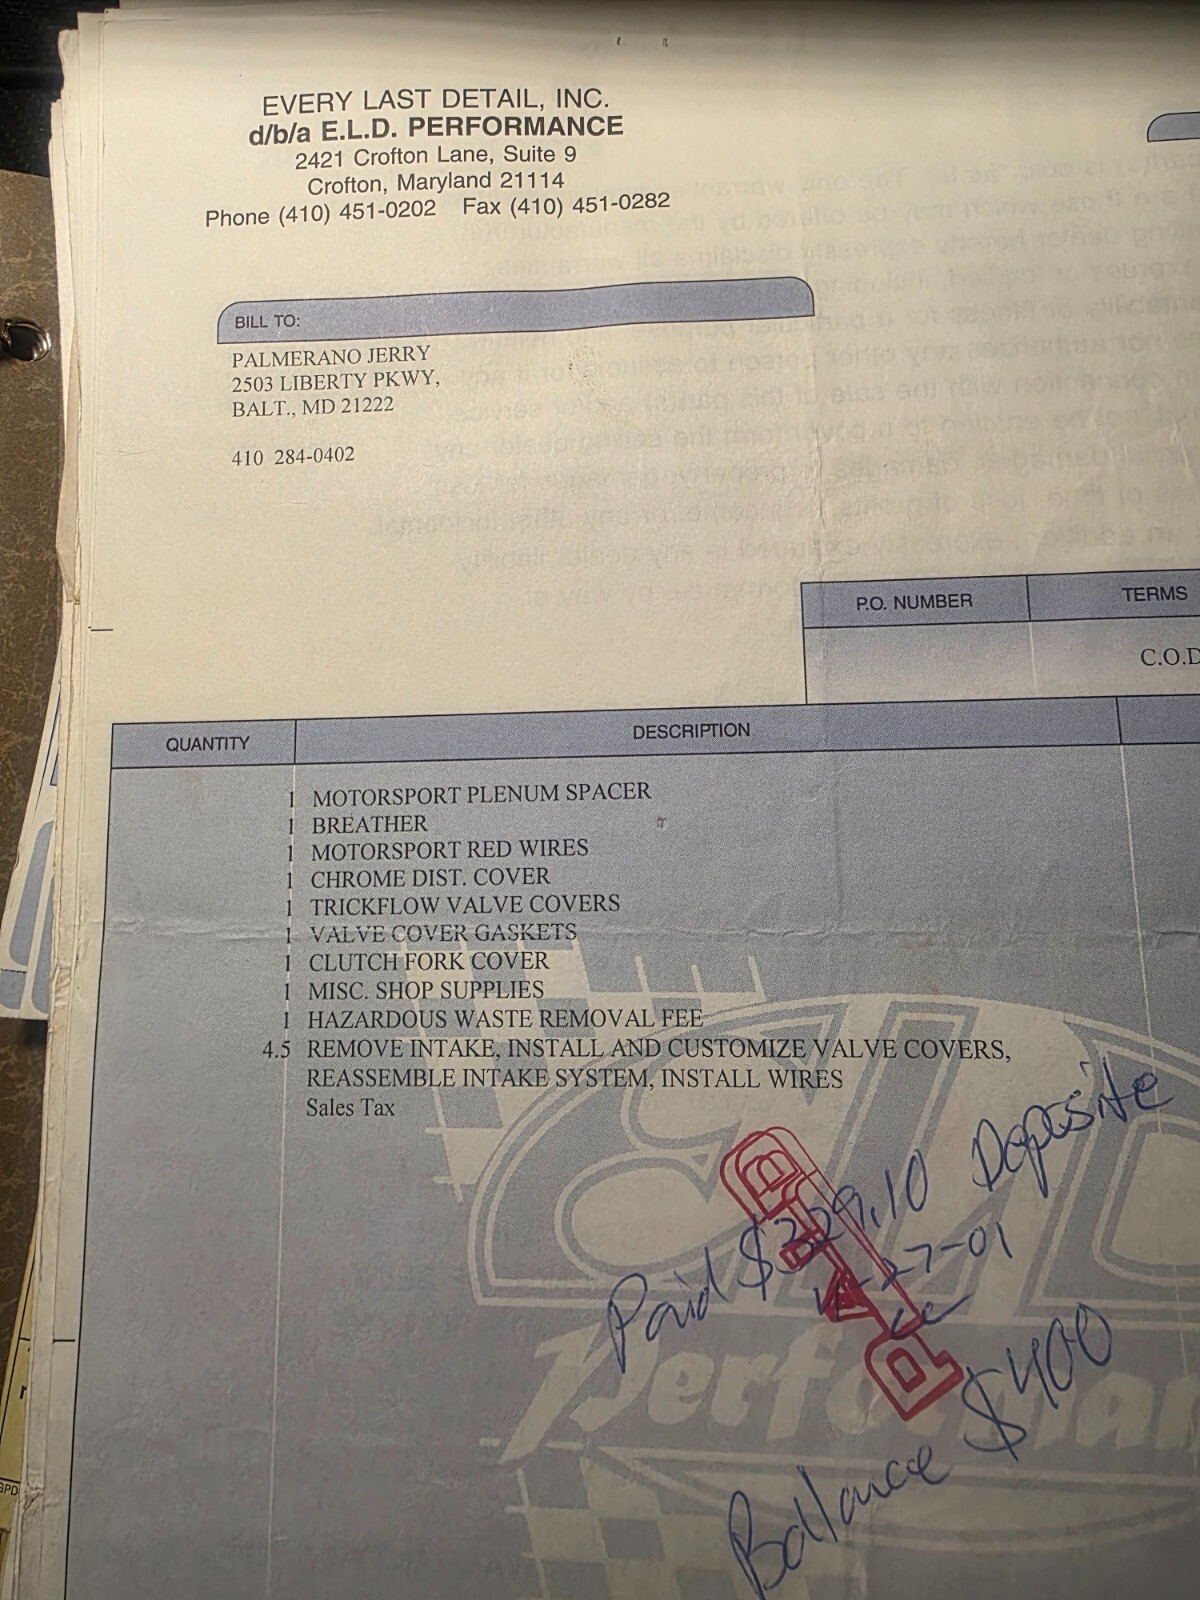 EVERY LAST DETAIL, INC.
d/b/a E.L.D. PERFORMANCE
2421 Crofton Lane, Suite 9
Crofton, Maryland 21114
Phone (410) 451-0202 Fax (410) 451-0282
BILL TO:
PALMERANO JERRY
2503 LIBERTY PKWY,
BALT., MD 21222
410 284-0402
P.O. NUMBER TERMS
C.O.D
QUANTITY DESCRIPTION
1 MOTORSPORT PLENUM SPACER
1 BREATHER
1 MOTORSPORT RED WIRES
1 CHROME DIST. COVER
1 TRICKFLOW VALVE COVERS
1 VALVE COVER GASKETS
1 CLUTCH FORK COVER
1 MISC. SHOP SUPPLIES
1 HAZARDOUS WASTE REMOVAL FEE
4.5 REMOVE INTAKE, INSTALL AND CUSTOMIZE VALVE COVERS,
REASSEMBLE INTAKE SYSTEM, INSTALL WIRES
Sales Tax
Paid $329.10 Deposite
27-01
cc
Ballance $400